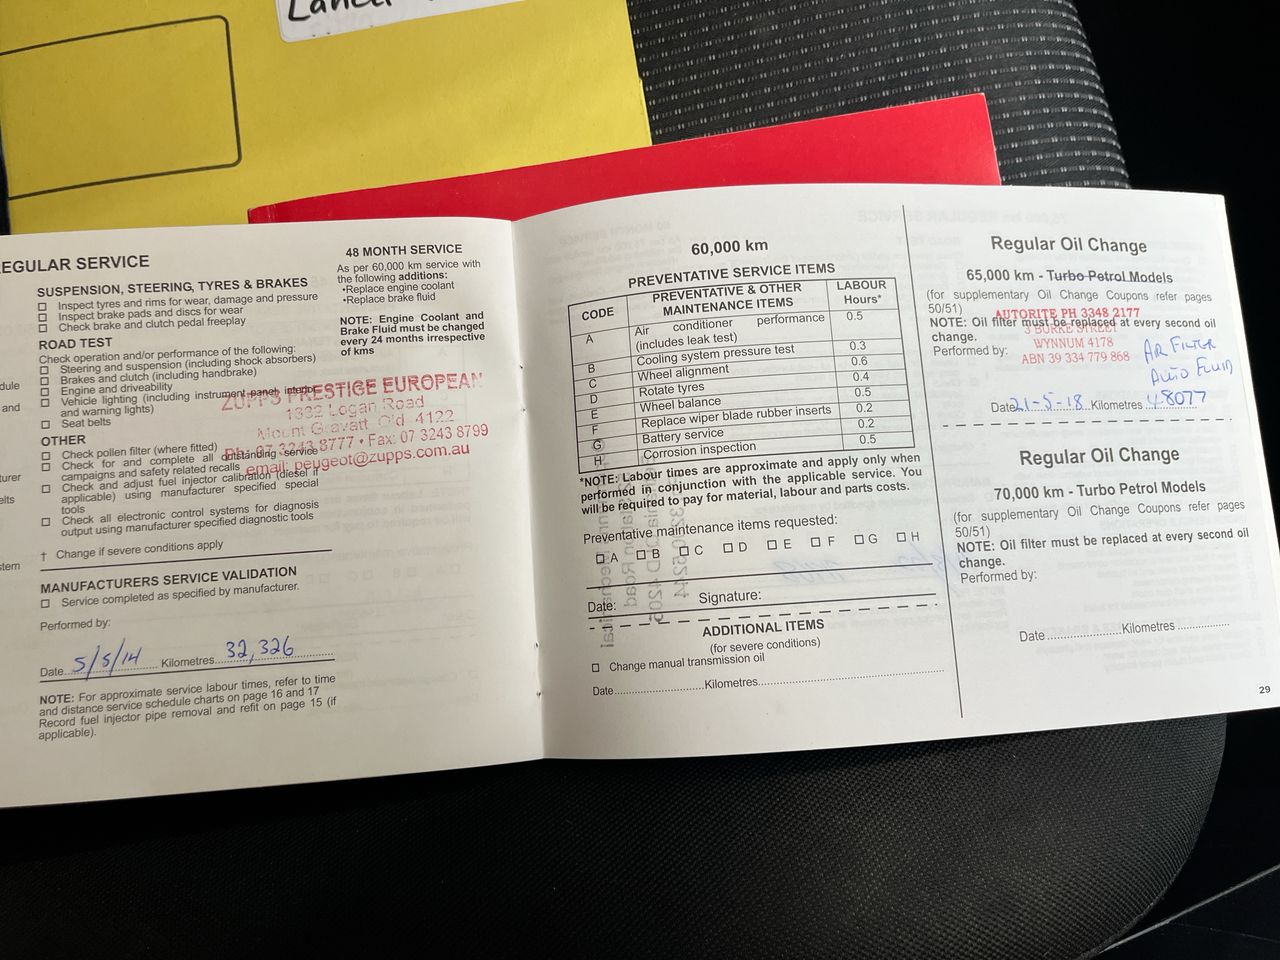 EGULAR SERVICE
SUSPENSION, STEERING, TYRES & BRAKES
Inspect tyres and rims for wear, damage and pressure
Inspect brake pads and discs for wear
Check brake and clutch pedal freeplay
ROAD TEST
Check operation and/or performance of the following:
Steering and suspension (including shock absorbers)
Brakes and clutch (including handbrake)
Engine and driveability
Vehicle lighting (including instrument panel, interior
and warning lights)
Seat belts
OTHER
Check pollen filter (where fitted)
Check for and complete all outstanding service
campaigns and safety related recalls
Check and adjust fuel injector calibration (diesel if
applicable) using manufacturer specified special
tools
Check all electronic control systems for diagnosis
output using manufacturer specified diagnostic tools
† Change if severe conditions apply
MANUFACTURERS SERVICE VALIDATION
Service completed as specified by manufacturer.
Performed by:
Date 5/5/14 Kilometres 32,326
NOTE: For approximate service labour times, refer to time
and distance service schedule charts on page 16 and 17
Record fuel injector pipe removal and refit on page 15 (if
applicable).
48 MONTH SERVICE
As per 60,000 km service with
the following additions:
•Replace engine coolant
•Replace brake fluid
NOTE: Engine Coolant and
Brake Fluid must be changed
every 24 months irrespective
of kms
ZUPPS PRESTIGE EUROPEAN
1332 Logan Road
Mount Gravatt, Qld 4122
Ph: 07 3243 8777 • Fax: 07 3243 8799
email: peugeot@zupps.com.au
dule
and
turer
elts
stem
60,000 km
PREVENTATIVE SERVICE ITEMS
CODE PREVENTATIVE & OTHER MAINTENANCE ITEMS LABOUR Hours*
A Air conditioner performance (includes leak test) 0.5
B Cooling system pressure test 0.3
C Wheel alignment 0.6
D Rotate tyres 0.4
E Wheel balance 0.5
F Replace wiper blade rubber inserts 0.2
G Battery service 0.2
H Corrosion inspection 0.5
*NOTE: Labour times are approximate and apply only when
performed in conjunction with the applicable service. You
will be required to pay for material, labour and parts costs.
Preventative maintenance items requested:
A B C D E F G H
Date: Signature:
ADDITIONAL ITEMS
(for severe conditions)
Change manual transmission oil
Date Kilometres
Regular Oil Change
65,000 km - Turbo Petrol Models
(for supplementary Oil Change Coupons refer pages
50/51)
NOTE: Oil filter must be replaced at every second oil
change.
Performed by:
AUTORITE PH 3348 2177
3 BURKE STREET
WYNNUM 4178
ABN 39 334 779 868
AIR FILTER
AUTO FLUID
Date 21-5-18 Kilometres 48077
Regular Oil Change
70,000 km - Turbo Petrol Models
(for supplementary Oil Change Coupons refer pages
50/51)
NOTE: Oil filter must be replaced at every second oil
change.
Performed by:
Date Kilometres
29